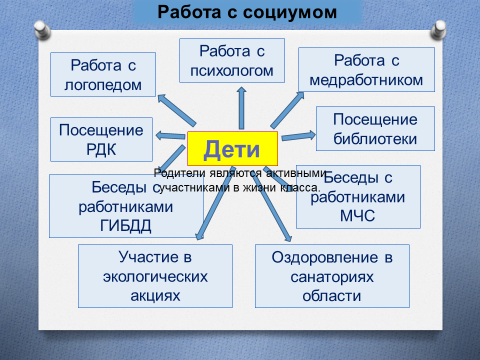 Работа с социумом
Работа с
логопедом
Работа с
психологом
Работа с
медработником
Посещение
РДК
Дети
Посещение
библиотеки
Родители являются активными
участниками в жизни класса.
Беседы с
работниками
ГИБДД
Беседы с
работниками
МЧС
Участие в
экологических
акциях
Оздоровление в
санаториях
области